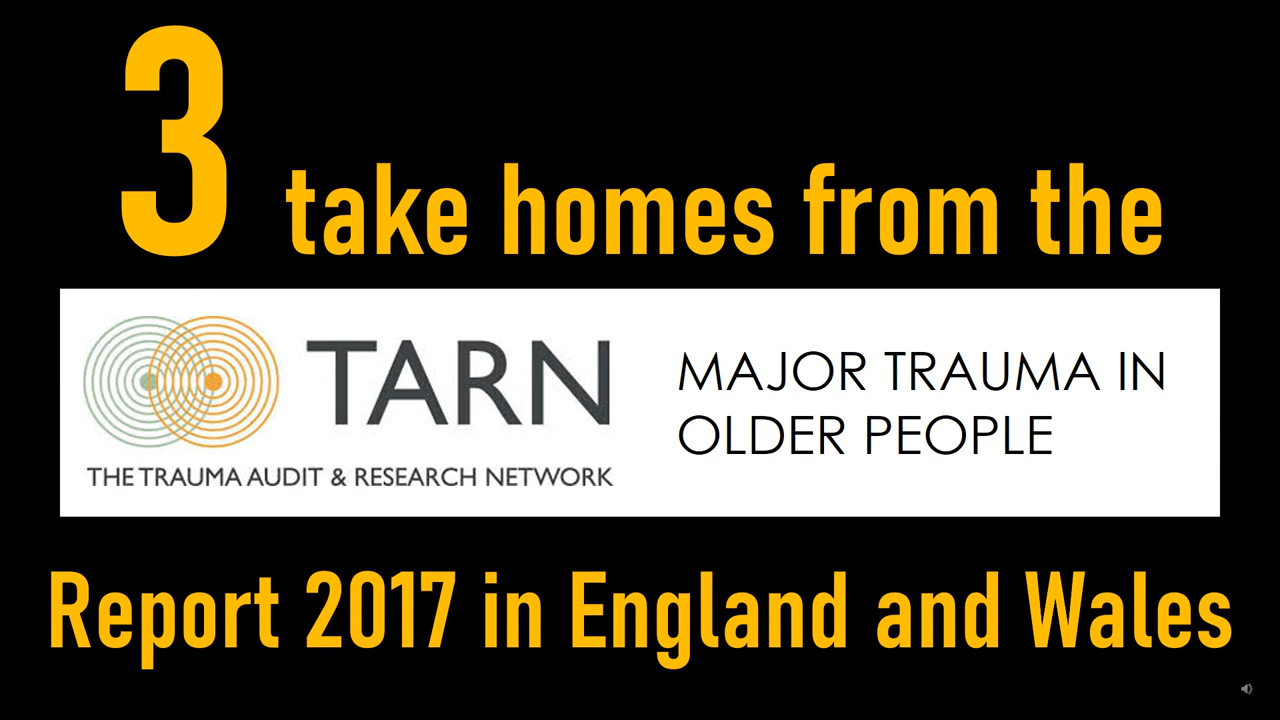 3 take homes from the
TARN
THE TRAUMA AUDIT & RESEARCH NETWORK
MAJOR TRAUMA IN
OLDER PEOPLE
Report 2017 in England and Wales